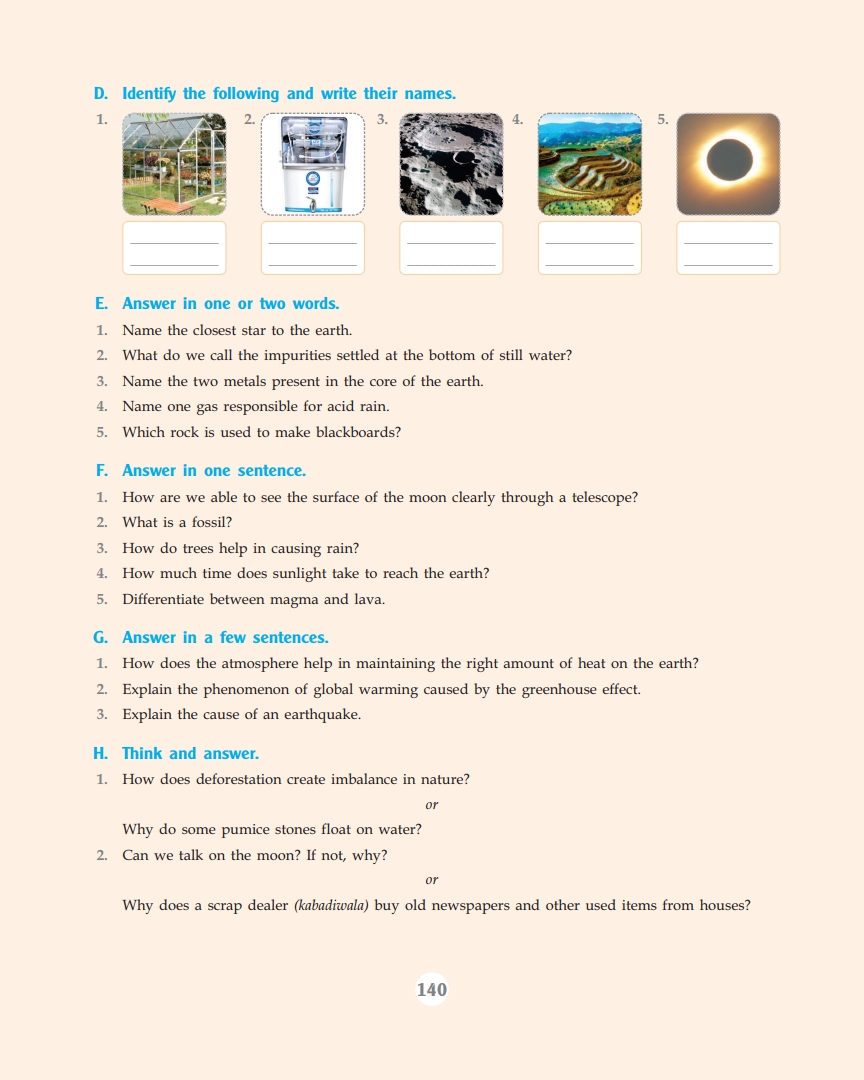 D. Identify the following and write their names.
1. 2. 3. 4. 5.
E. Answer in one or two words.
1. Name the closest star to the earth.
2. What do we call the impurities settled at the bottom of still water?
3. Name the two metals present in the core of the earth.
4. Name one gas responsible for acid rain.
5. Which rock is used to make blackboards?
F. Answer in one sentence.
1. How are we able to see the surface of the moon clearly through a telescope?
2. What is a fossil?
3. How do trees help in causing rain?
4. How much time does sunlight take to reach the earth?
5. Differentiate between magma and lava.
G. Answer in a few sentences.
1. How does the atmosphere help in maintaining the right amount of heat on the earth?
2. Explain the phenomenon of global warming caused by the greenhouse effect.
3. Explain the cause of an earthquake.
H. Think and answer.
1. How does deforestation create imbalance in nature?
or
Why do some pumice stones float on water?
2. Can we talk on the moon? If not, why?
or
Why does a scrap dealer (kabadiwala) buy old newspapers and other used items from houses?
140